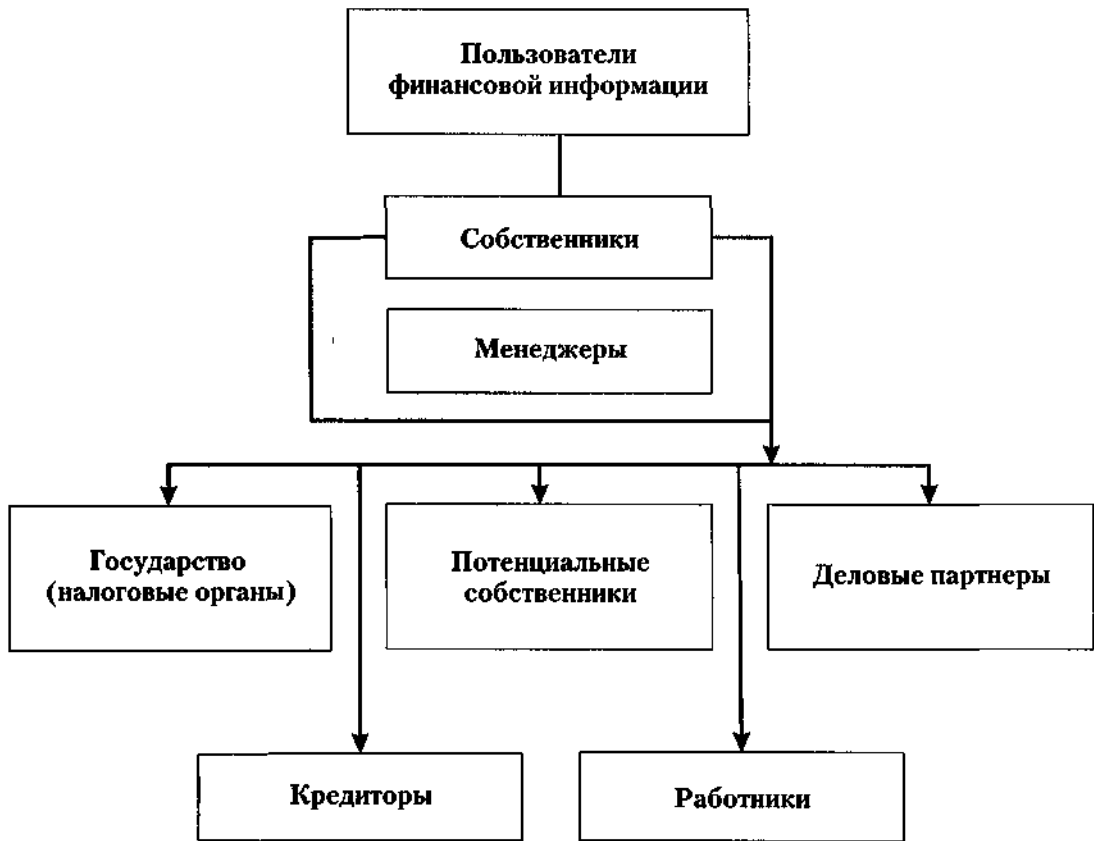 Пользователи
финансовой информации
Собственники
Менеджеры
Государство
(налоговые органы)
Потенциальные
собственники
Деловые партнеры
Кредиторы
Работники